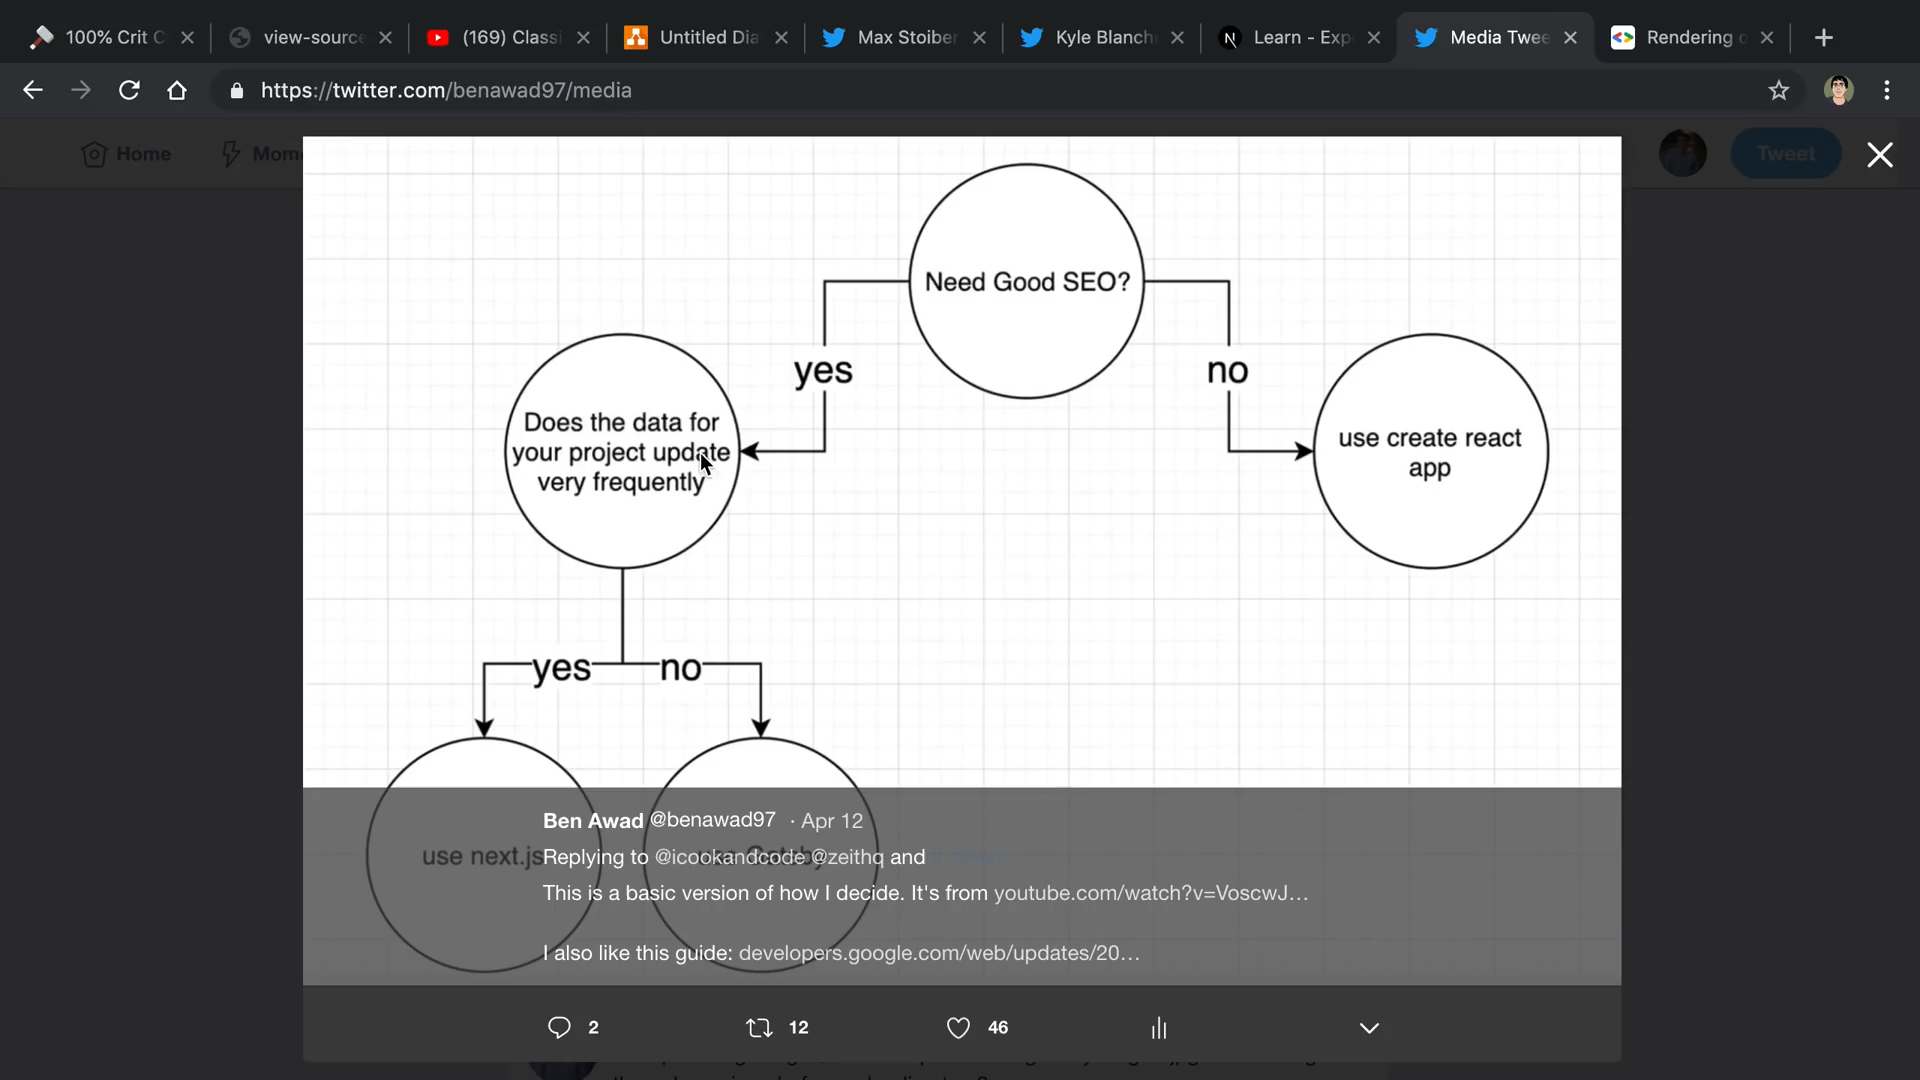 100% Crit C
view-source
(169) Classi
Untitled Dia
Max Stoiber
Kyle Blanch
Learn - Exp
Media Twee
Rendering o
https://twitter.com/benawad97/media
Home
Mom
Tweet
Need Good SEO?
yes
no
Does the data for
your project update
very frequently
use create react
app
yes
no
use next.js
use Gatsby
Ben Awad @benawad97 · Apr 12
Replying to @icookandcode @zeithq and
This is a basic version of how I decide. It's from youtube.com/watch?v=VoscwJ…
I also like this guide: developers.google.com/web/updates/20…
2
12
46